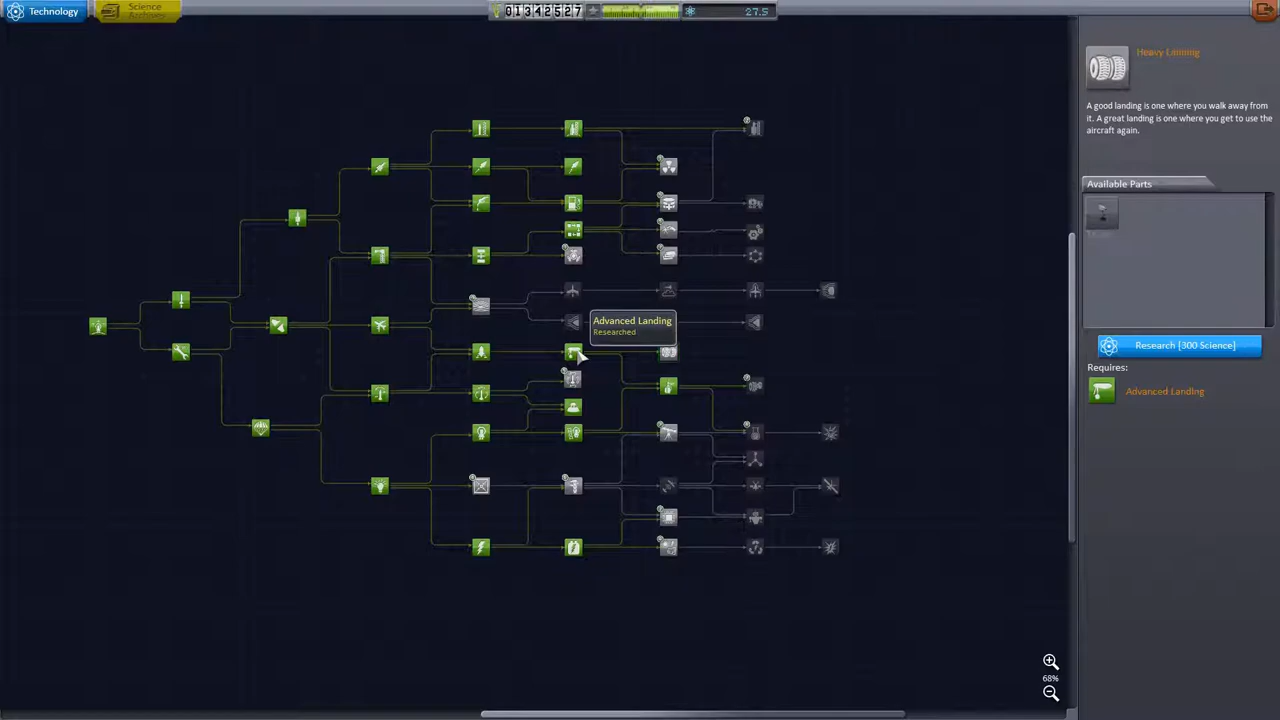 Technology
Science
Archives
01342527
27.5
Heavy Landing
A good landing is one where you walk away from
it. A great landing is one where you get to use the
aircraft again.
Available Parts
Advanced Landing
Researched
Research [300 Science]
Requires:
Advanced Landing
68%